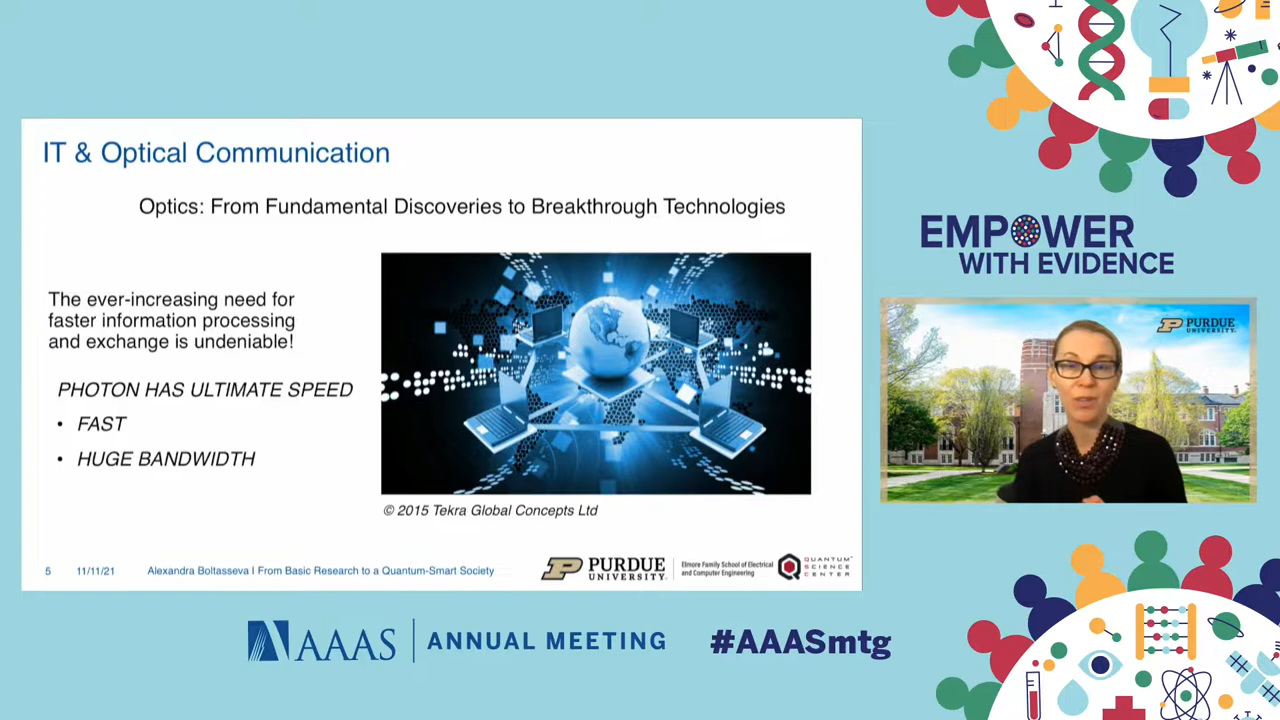 IT & Optical Communication
Optics: From Fundamental Discoveries to Breakthrough Technologies
The ever-increasing need for
faster information processing
and exchange is undeniable!
PHOTON HAS ULTIMATE SPEED
• FAST
• HUGE BANDWIDTH
© 2015 Tekra Global Concepts Ltd
5 11/11/21 Alexandra Boltasseva I From Basic Research to a Quantum-Smart Society
PURDUE
UNIVERSITY.
Elmore Family School of Electrical
and Computer Engineering
QUANTUM
SCIENCE
CENTER
EMPOWER
WITH EVIDENCE
PURDUE
UNIVERSITY.
AAAS ANNUAL MEETING #AAASmtg